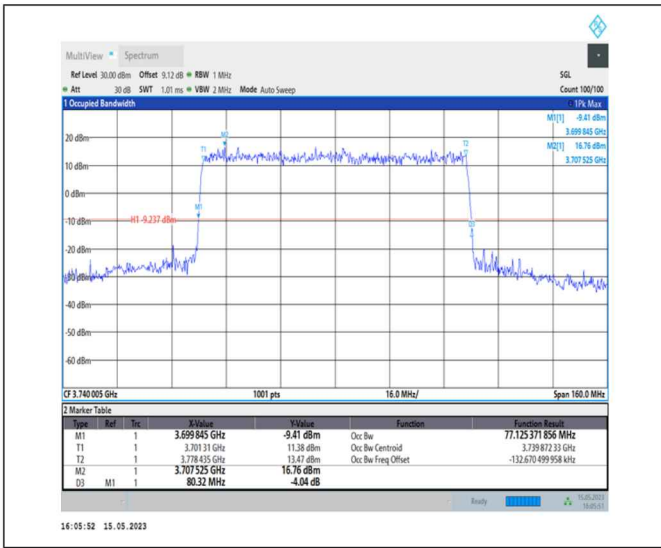 MultiView Spectrum
Ref Level 30.00 dBm Offset 9.12 dB RBW 1 MHz SGL
Att 30 dB SWT 1.01 ms VBW 2 MHz Mode Auto Sweep Count 100/100
1 Occupied Bandwidth 1Pk Max
M1[1] -9.41 dBm
3.699 845 GHz
M2[1] 16.76 dBm
3.707 525 GHz
20 dBm
M2
T1
T2
10 dBm
0 dBm
M1
-10 dBm
H1 -9.237 dBm
D3
-20 dBm
-30 dBm
-40 dBm
-50 dBm
-60 dBm
CF 3.740 005 GHz 1001 pts 16.0 MHz/ Span 160.0 MHz
2 Marker Table
Type Ref Trc X-Value Y-Value Function Function Result
M1 1 3.699 845 GHz -9.41 dBm Occ Bw 77.125 371 856 MHz
T1 1 3.701 31 GHz 11.38 dBm Occ Bw Centroid 3.739 872 33 GHz
T2 1 3.778 435 GHz 13.47 dBm Occ Bw Freq Offset -132.670 499 958 kHz
M2 1 3.707 525 GHz 16.76 dBm
D3 M1 1 80.32 MHz -4.04 dB
Ready 15.05.2023
16:05:51
16:05:52 15.05.2023